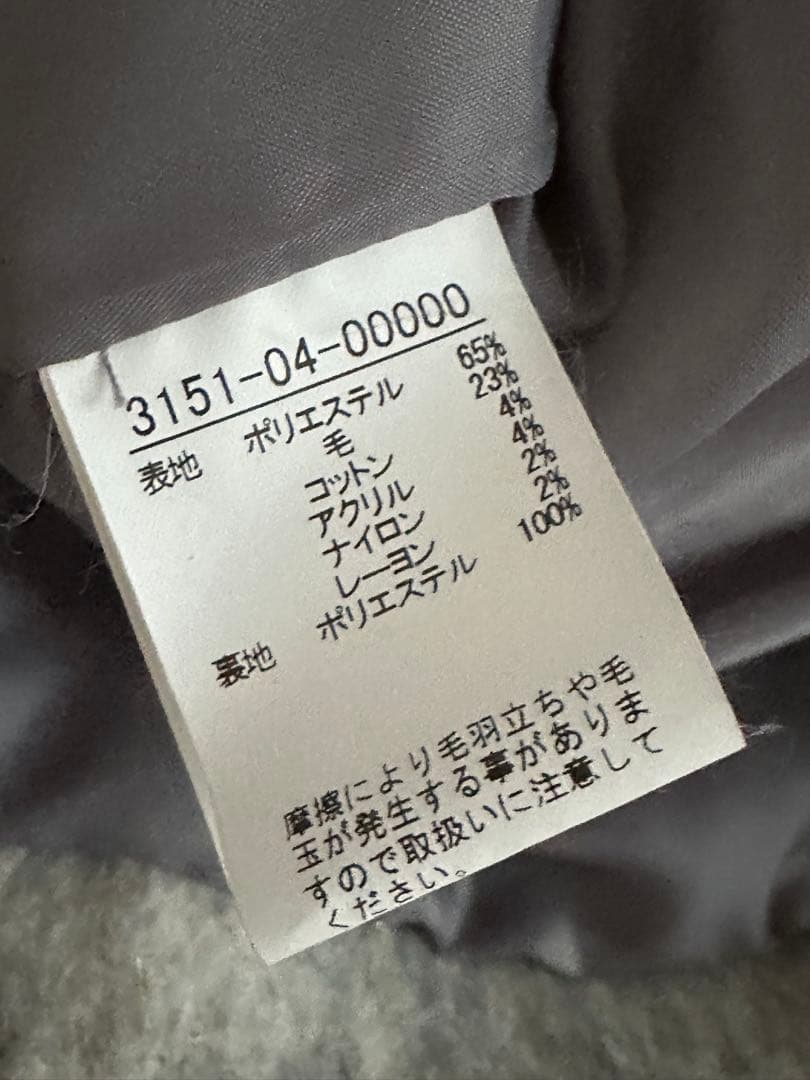 3151-04-00000
表地 ポリエステル 65%
毛 23%
コットン 4%
アクリル 4%
ナイロン 2%
レーヨン 2%
裏地 ポリエステル 100%
摩擦により毛羽立ちや毛
玉が発生する事がありま
すので取扱いに注意して
ください。